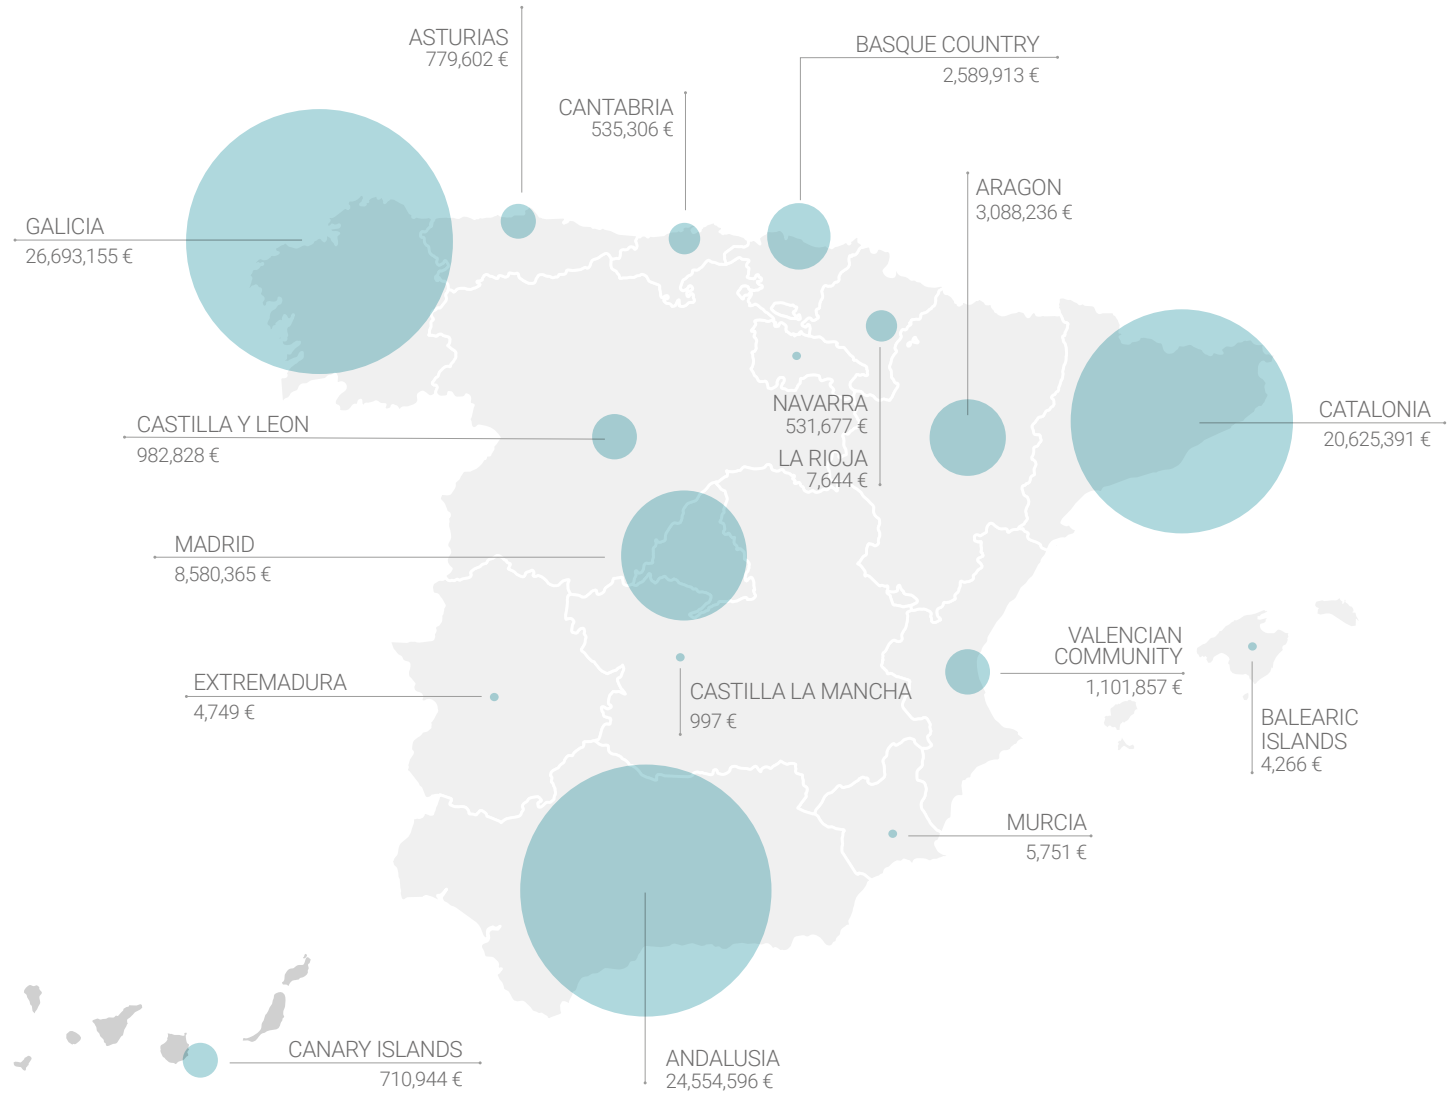 ASTURIAS
779,602 €
BASQUE COUNTRY
2,589,913 €
CANTABRIA
535,306 €
ARAGON
3,088,236 €
GALICIA
26,693,155 €
NAVARRA
531,677 €
LA RIOJA
7,644 €
CASTILLA Y LEON
982,828 €
CATALONIA
20,625,391 €
MADRID
8,580,365 €
VALENCIAN
COMMUNITY
1,101,857 €
EXTREMADURA
4,749 €
CASTILLA LA MANCHA
997 €
BALEARIC
ISLANDS
4,266 €
MURCIA
5,751 €
CANARY ISLANDS
710,944 €
ANDALUSIA
24,554,596 €